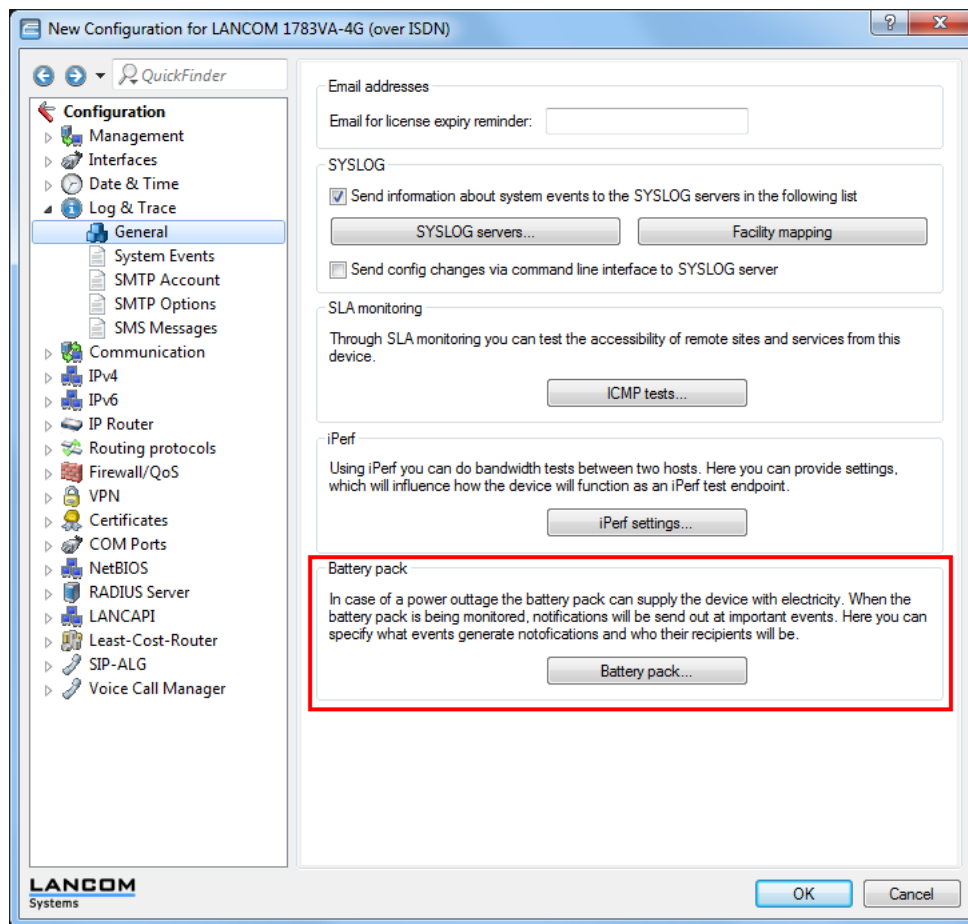 New Configuration for LANCOM 1783VA-4G (over ISDN)
QuickFinder
Configuration
Management
Interfaces
Date & Time
Log & Trace
General
System Events
SMTP Account
SMTP Options
SMS Messages
Communication
IPv4
IPv6
IP Router
Routing protocols
Firewall/QoS
VPN
Certificates
COM Ports
NetBIOS
RADIUS Server
LANCAPI
Least-Cost-Router
SIP-ALG
Voice Call Manager
Email addresses
Email for license expiry reminder:
SYSLOG
Send information about system events to the SYSLOG servers in the following list
SYSLOG servers...
Facility mapping
Send config changes via command line interface to SYSLOG server
SLA monitoring
Through SLA monitoring you can test the accessibility of remote sites and services from this
device.
ICMP tests...
iPerf
Using iPerf you can do bandwidth tests between two hosts. Here you can provide settings,
which will influence how the device will function as an iPerf test endpoint.
iPerf settings...
Battery pack
In case of a power outtage the battery pack can supply the device with electricity. When the
battery pack is being monitored, notifications will be send out at important events. Here you can
specify what events generate notofications and who their recipients will be.
Battery pack...
LANCOM
Systems
OK
Cancel